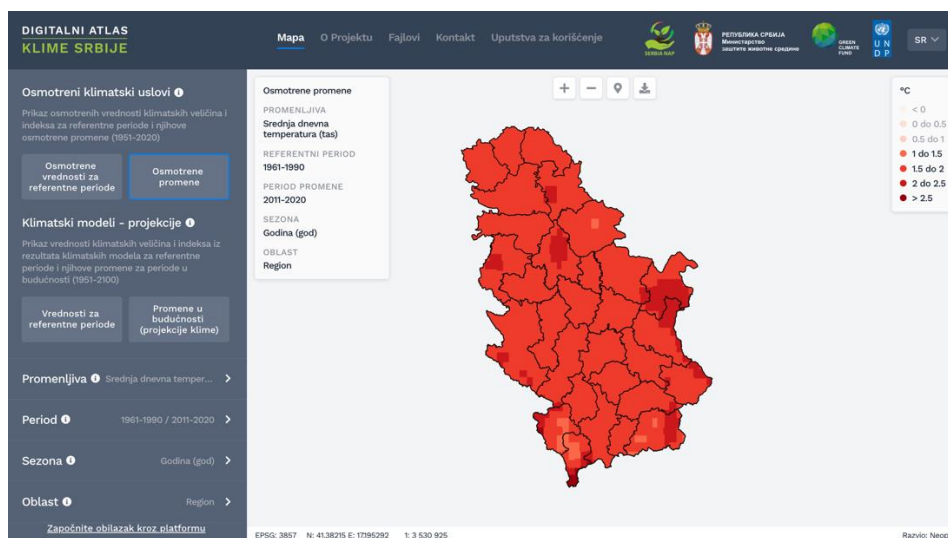 DIGITALNI ATLAS
KLIME SRBIJE
Mapa
O Projektu
Fajlovi
Kontakt
Uputstva za korišćenje
SERBIA NAP
РЕПУБЛИКА СРБИЈА
Министарство
заштите животне средине
GREEN
CLIMATE
FUND
U N
D P
SR
Osmotreni klimatski uslovi
Prikaz osmotrenih vrednosti klimatskih veličina i
indeksa za referentne periode i njihove
osmotrene promene (1951-2020)
Osmotrene
vrednosti za
referentne periode
Osmotrene
promene
Klimatski modeli - projekcije
Prikaz vrednosti klimatskih veličina i indeksa iz
rezultata klimatskih modela za referentne
periode i njihove promene za periode u
budućnosti (1951-2100)
Vrednosti za
referentne periode
Promene u
budućnosti
(projekcije klime)
Promenljiva Srednja dnevna temper...
Period 1961-1990 / 2011-2020
Sezona Godina (god)
Oblast Region
Započnite obilazak kroz platformu
Osmotrene promene
PROMENLJIVA
Srednja dnevna
temperatura (tas)
REFERENTNI PERIOD
1961-1990
PERIOD PROMENE
2011-2020
SEZONA
Godina (god)
OBLAST
Region
°C
< 0
0 do 0.5
0.5 do 1
1 do 1.5
1.5 do 2
2 do 2.5
> 2.5
EPSG: 3857 N: 41.38215 E: 17.195292 1: 3 530 925
Razvio: Neop